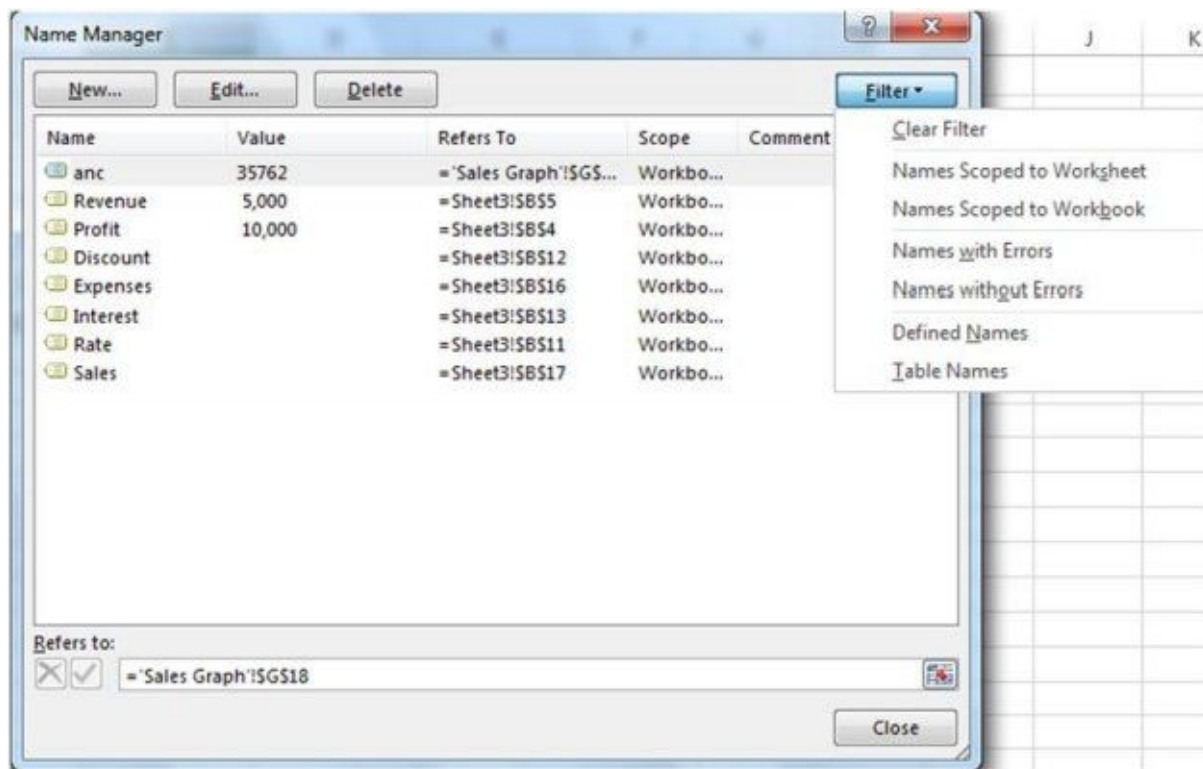 Name Manager
?
J K
New... Edit... Delete Filter
Name Value Refers To Scope Comment
anc 35762 ='Sales Graph'!$G$... Workbo...
Revenue 5,000 =Sheet3!$B$5 Workbo...
Profit 10,000 =Sheet3!$B$4 Workbo...
Discount =Sheet3!$B$12 Workbo...
Expenses =Sheet3!$B$16 Workbo...
Interest =Sheet3!$B$13 Workbo...
Rate =Sheet3!$B$11 Workbo...
Sales =Sheet3!$B$17 Workbo...
Clear Filter
Names Scoped to Worksheet
Names Scoped to Workbook
Names with Errors
Names without Errors
Defined Names
Table Names
Refers to:
='Sales Graph'!$G$18
Close